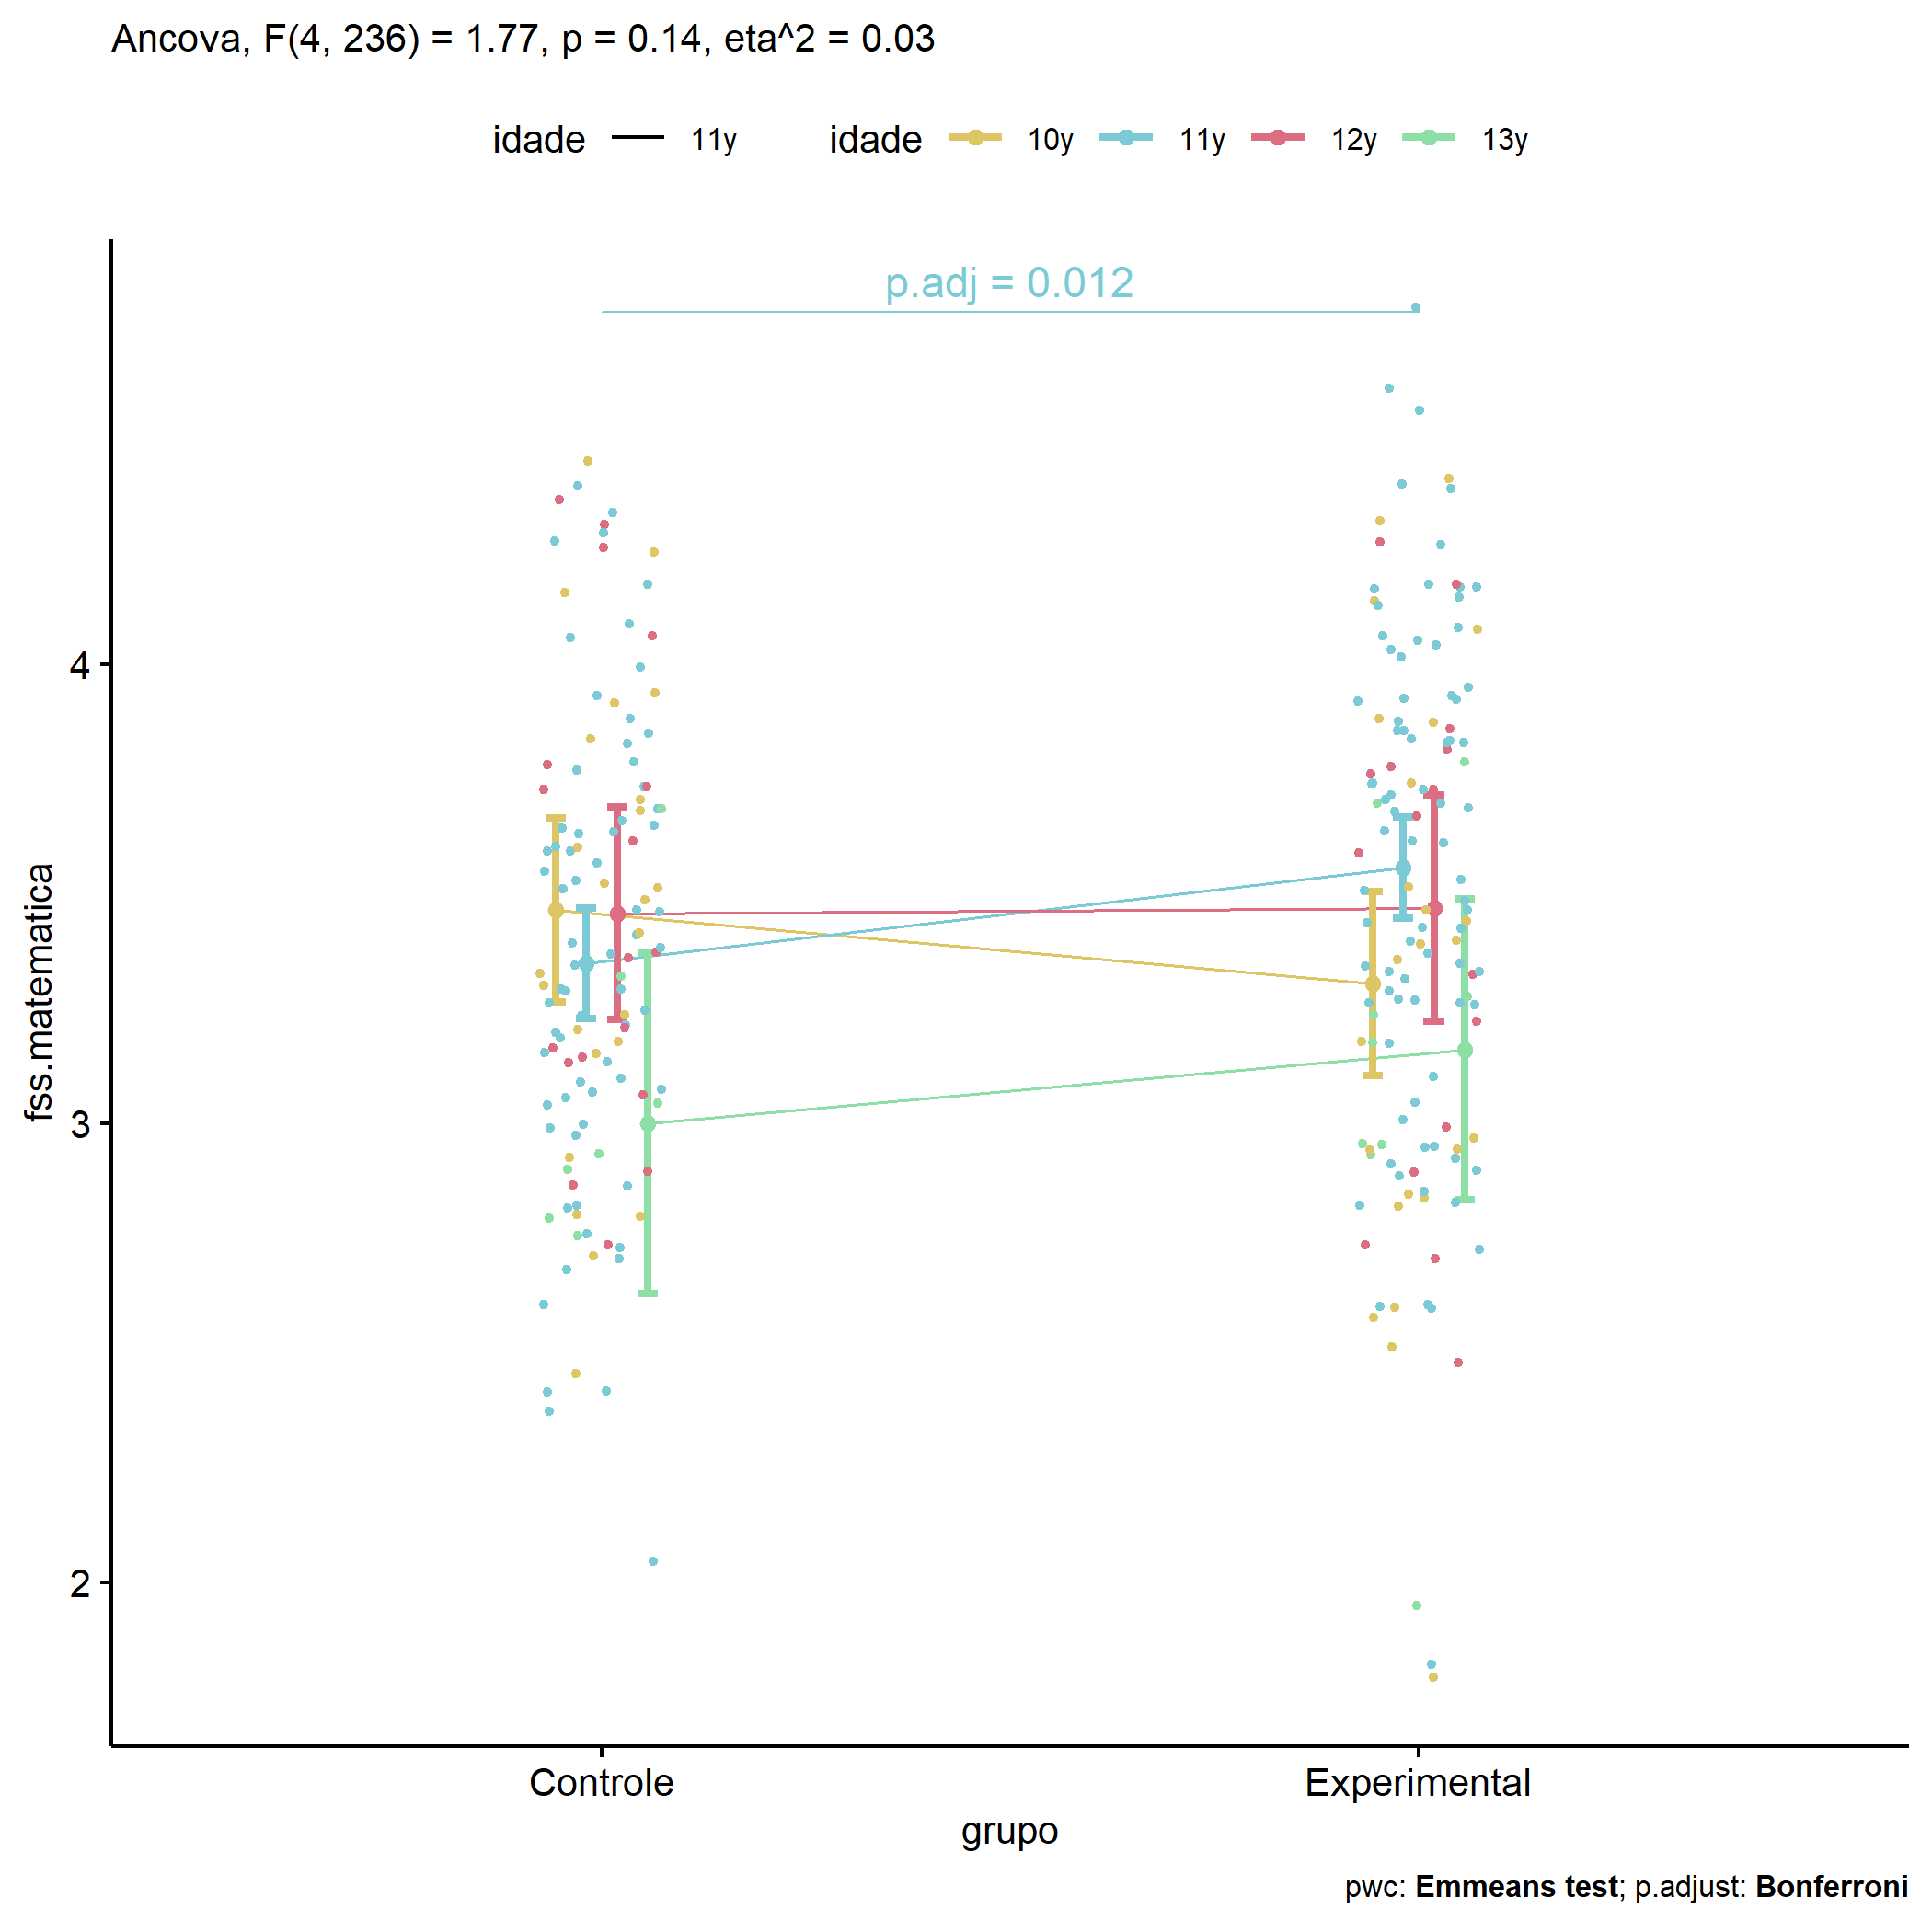 Ancova, F(4, 236) = 1.77, p = 0.14, eta^2 = 0.03
idade 11y idade 10y 11y 12y 13y
p.adj = 0.012
4
3
2
fss.matematica
Controle Experimental
grupo
pwc: Emmeans test; p.adjust: Bonferroni